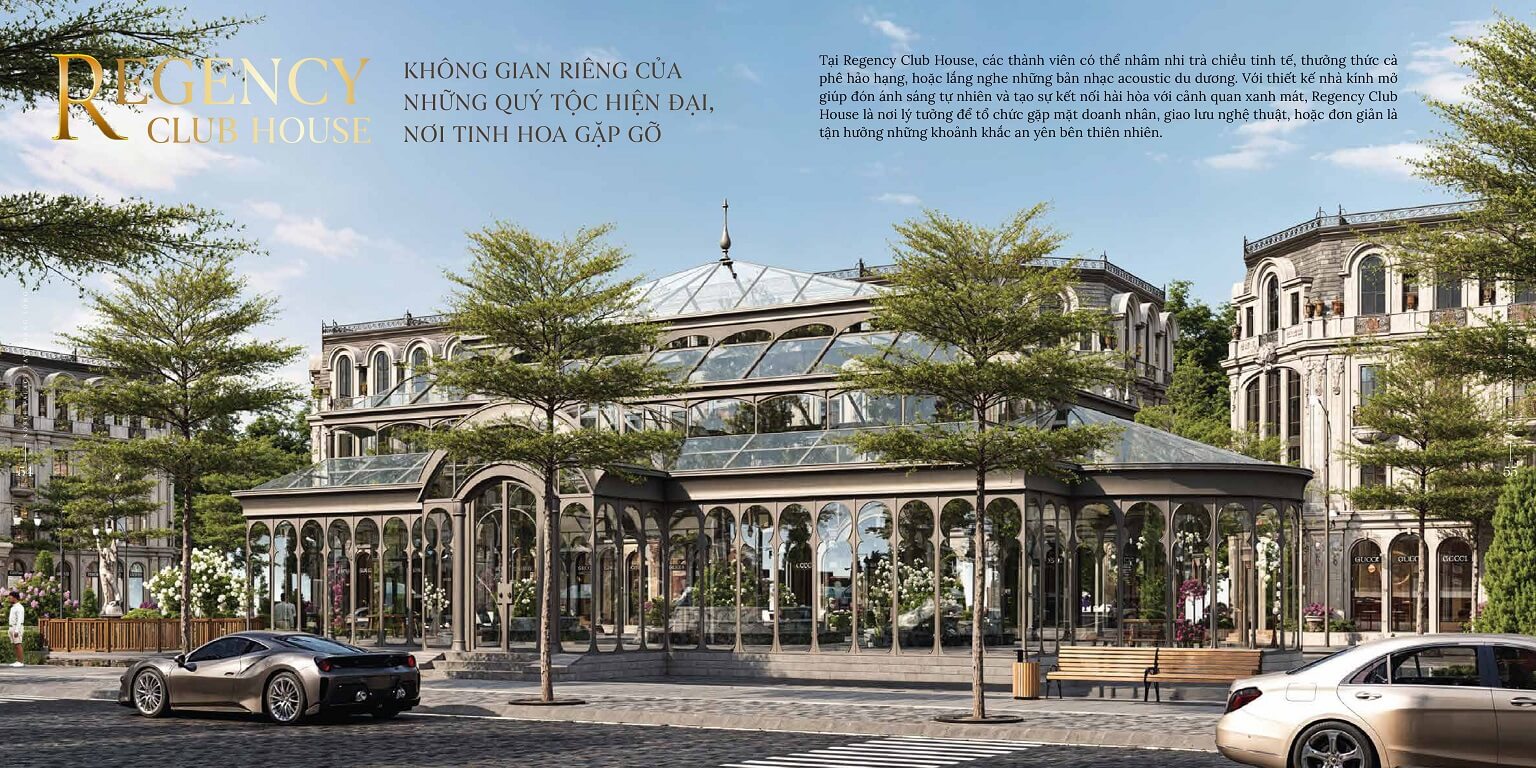 REGENCY
CLUB HOUSE
KHÔNG GIAN RIÊNG CỦA
NHỮNG QUÝ TỘC HIỆN ĐẠI,
NƠI TINH HOA GẶP GỠ
Tại Regency Club House, các thành viên có thể nhâm nhi trà chiều tinh tế, thưởng thức cà
phê hảo hạng, hoặc lắng nghe những bản nhạc acoustic du dương. Với thiết kế nhà kính mở
giúp đón ánh sáng tự nhiên và tạo sự kết nối hài hòa với cảnh quan xanh mát, Regency Club
House là nơi lý tưởng để tổ chức gặp mặt doanh nhân, giao lưu nghệ thuật, hoặc đơn giản là
tận hưởng những khoảnh khắc an yên bên thiên nhiên.
54
55
GUCCI